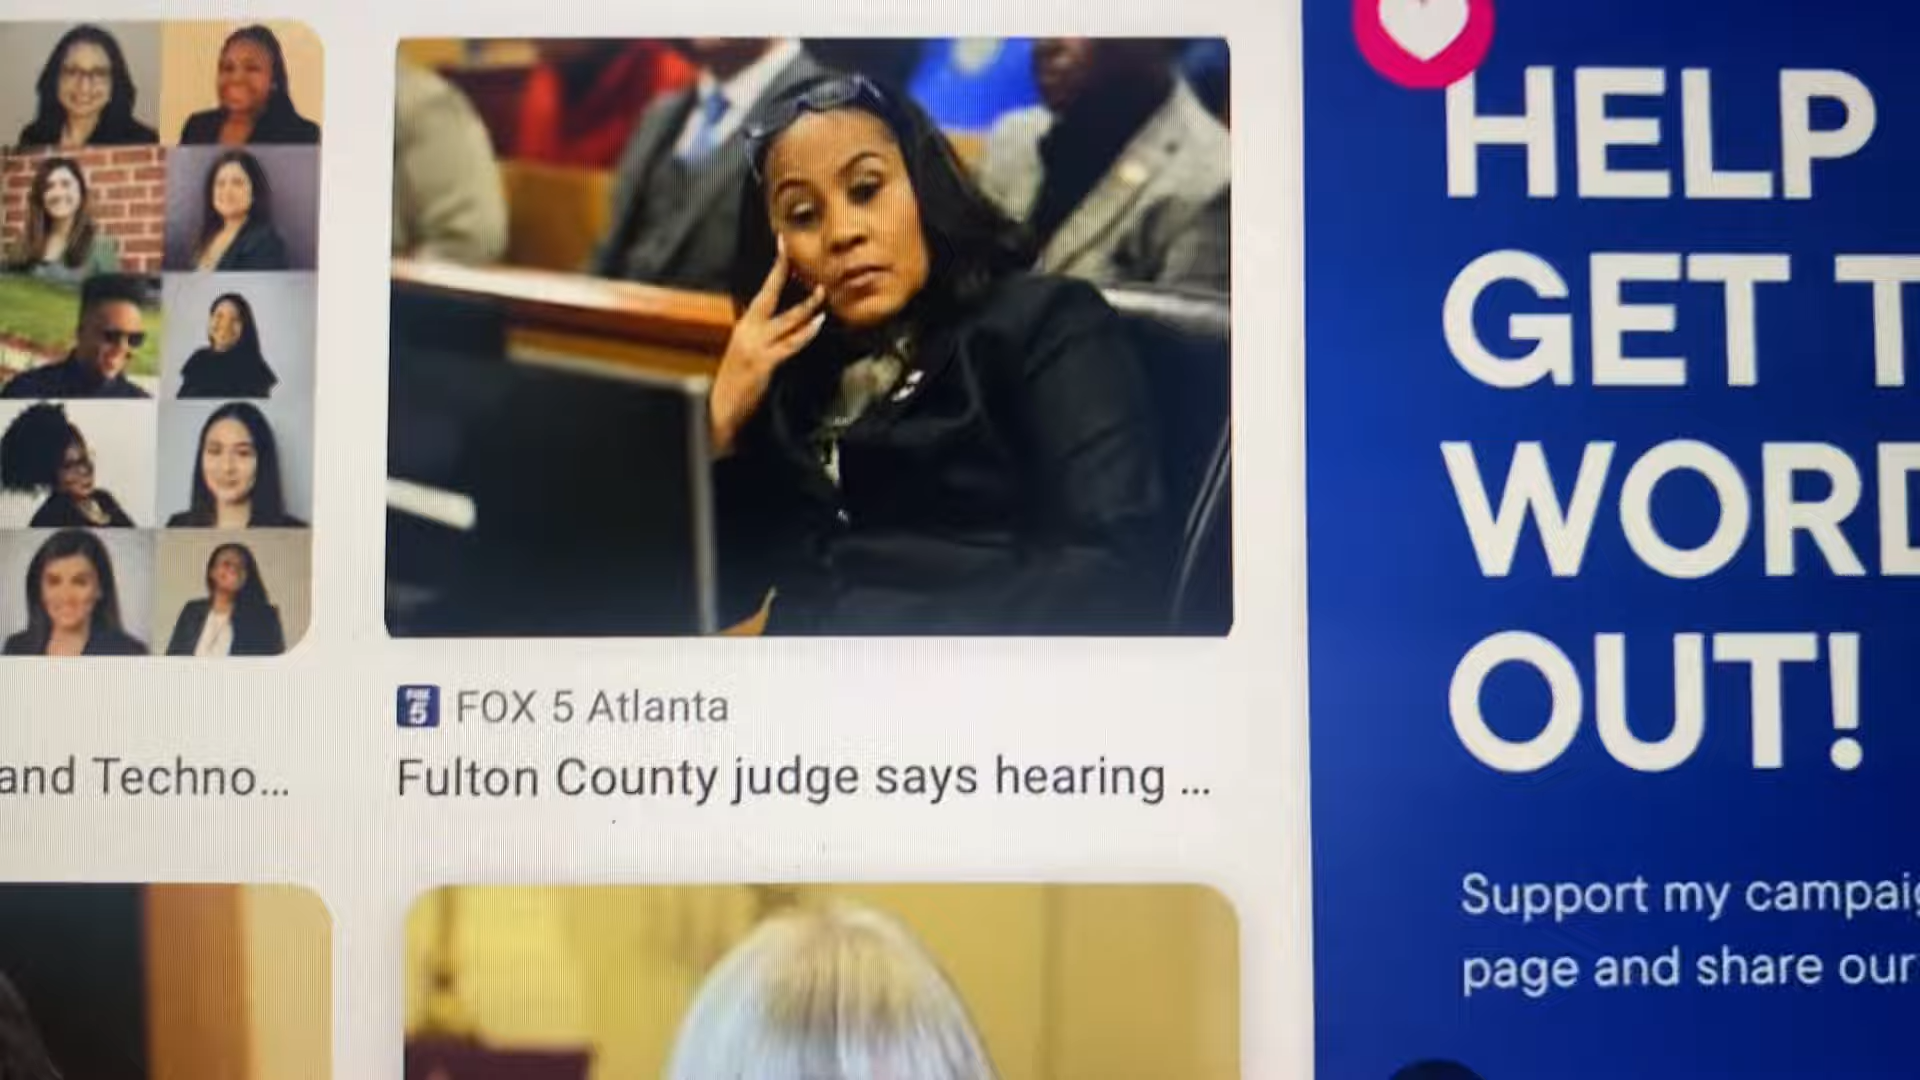 and Techno...
FOX 5 Atlanta
Fulton County judge says hearing ...
HELP
GET T
WORD
OUT!
Support my campaig
page and share our